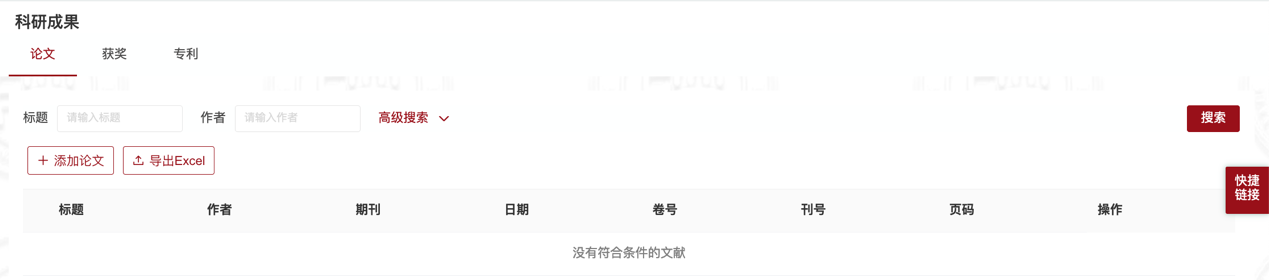 科研成果
论文 获奖 专利
标题 请输入标题 作者 请输入作者 高级搜索 搜索
添加论文 导出Excel
快捷
链接
标题 作者 期刊 日期 卷号 刊号 页码 操作
没有符合条件的文献